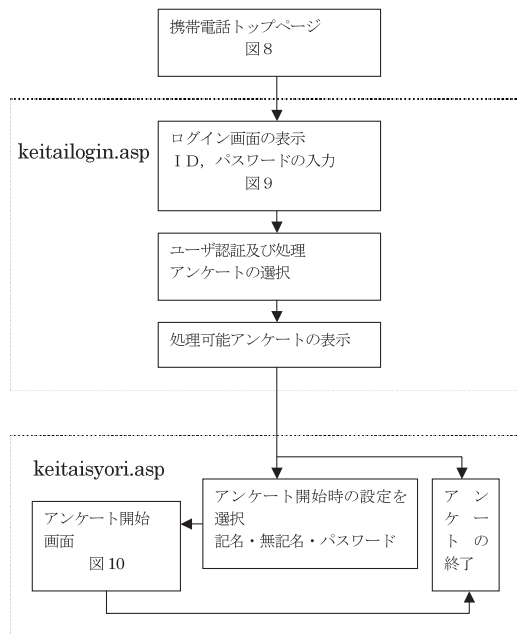 携帯電話トップページ
図８
keitailogin.asp
ログイン画面の表示
ＩＤ，パスワードの入力
図９
ユーザ認証及び処理
アンケートの選択
処理可能アンケートの表示
keitaisyori.asp
アンケート開始時の設定を
選択
記名・無記名・パスワード
アンケート開始
画面
図10
アン
ケー
トの
終了